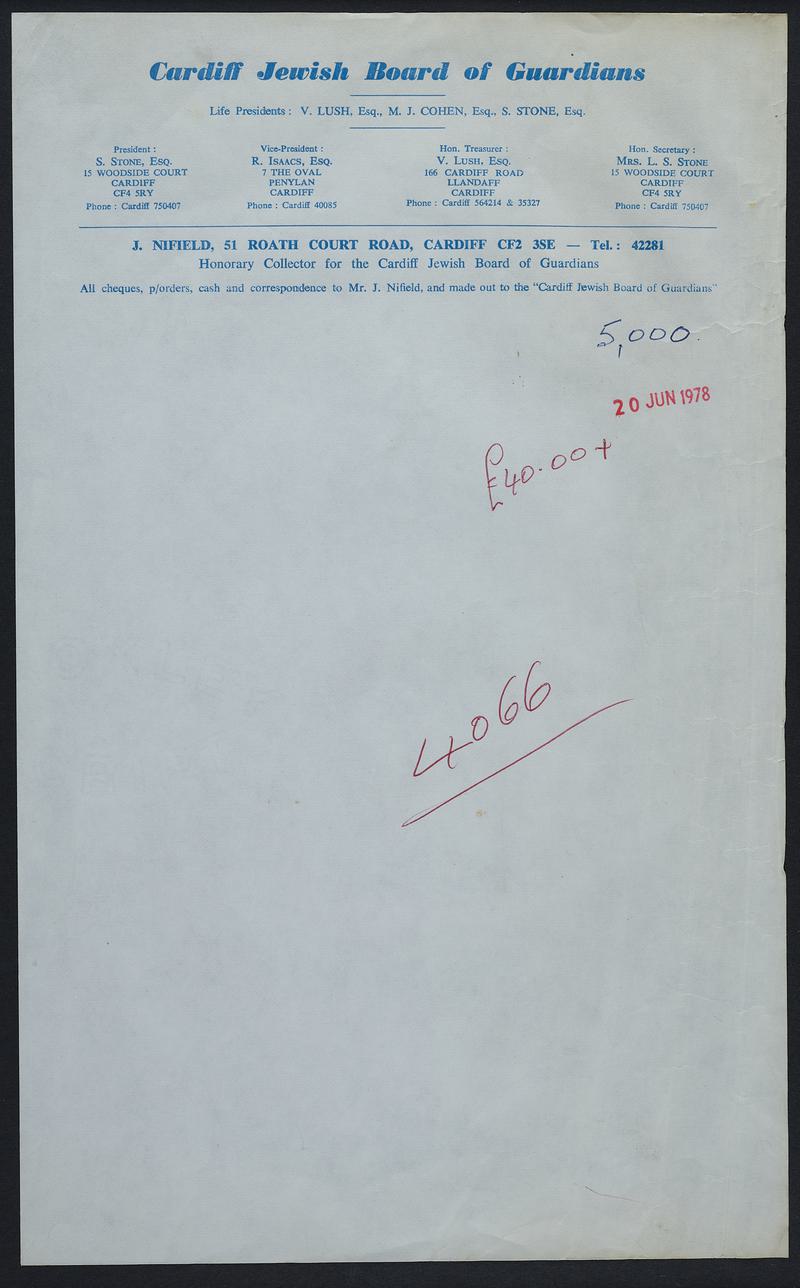 Cardiff Jewish Board of Guardians
Life Presidents : V. LUSH, Esq., M. J. COHEN, Esq., S. STONE, Esq.
President :
S. STONE, ESQ.
15 WOODSIDE COURT
CARDIFF
CF4 5RY
Phone : Cardiff 750407
Vice-President :
R. ISAACS, ESQ.
7 THE OVAL
PENYLAN
CARDIFF
Phone : Cardiff 40085
Hon. Treasurer :
V. LUSH, ESQ.
166 CARDIFF ROAD
LLANDAFF
CARDIFF
Phone : Cardiff 564214 & 35327
Hon. Secretary :
MRS. L. S. STONE
15 WOODSIDE COURT
CARDIFF
CF4 5RY
Phone : Cardiff 750407
J. NIFIELD, 51 ROATH COURT ROAD, CARDIFF CF2 3SE — Tel. : 42281
Honorary Collector for the Cardiff Jewish Board of Guardians
All cheques, p/orders, cash and correspondence to Mr. J. Nifield, and made out to the "Cardiff Jewish Board of Guardians"
5,000.
20 JUN 1978
£40.00+
4066